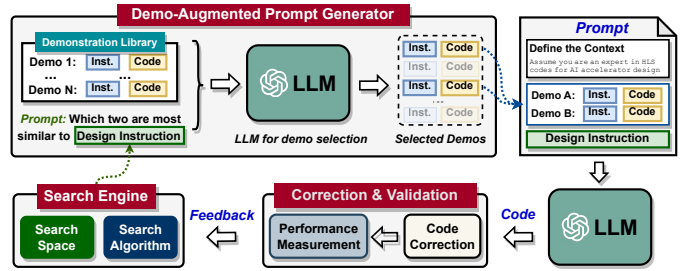 Demo-Augmented Prompt Generator
Demonstration Library
Demo 1: Inst. Code
... ...
Demo N: Inst. Code
Prompt: Which two are most
similar to Design Instruction
LLM
LLM for demo selection
Inst. Code
Inst. Code
Inst. Code
...
Inst. Code
Selected Demos
Prompt
Define the Context
Assume you are an expert in HLS
codes for AI accelerator design
Demo A: Inst. Code
Demo B: Inst. Code
Design Instruction
LLM
Code
Correction & Validation
Performance
Measurement
Code
Correction
Feedback
Search Engine
Search
Space
Search
Algorithm